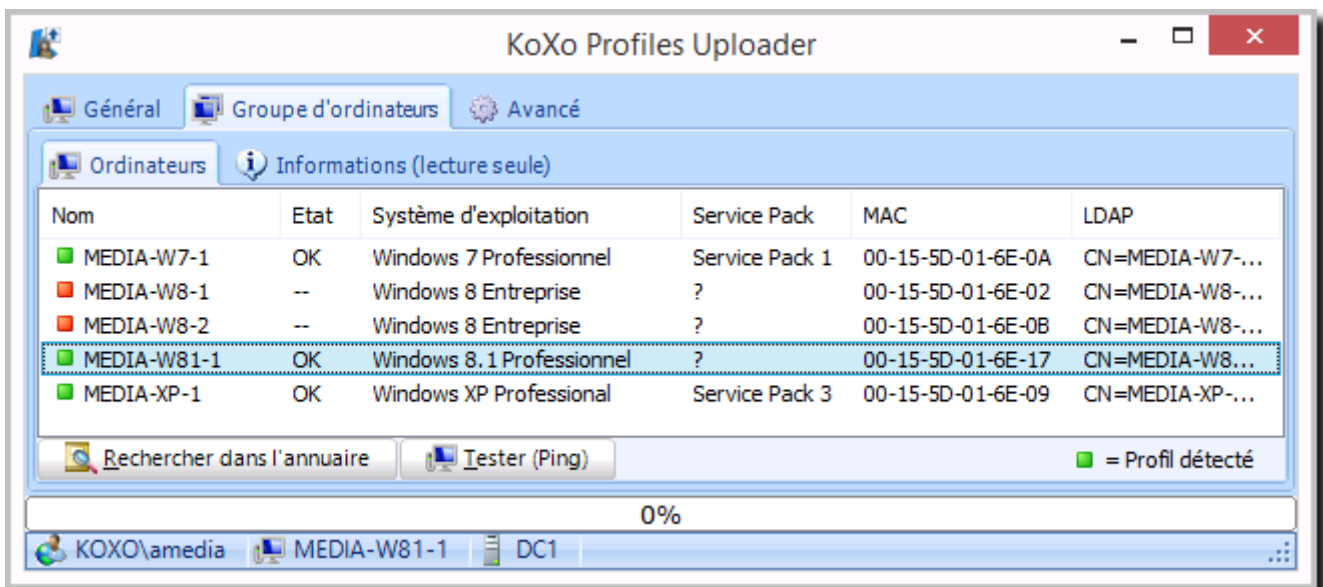 KoXo Profiles Uploader
Général Groupe d'ordinateurs Avancé
Ordinateurs Informations (lecture seule)
Nom Etat Système d'exploitation Service Pack MAC LDAP
MEDIA-W7-1 OK Windows 7 Professionnel Service Pack 1 00-15-5D-01-6E-0A CN=MEDIA-W7-...
MEDIA-W8-1 -- Windows 8 Entreprise ? 00-15-5D-01-6E-02 CN=MEDIA-W8-...
MEDIA-W8-2 -- Windows 8 Entreprise ? 00-15-5D-01-6E-0B CN=MEDIA-W8-...
MEDIA-W81-1 OK Windows 8.1 Professionnel ? 00-15-5D-01-6E-17 CN=MEDIA-W8...
MEDIA-XP-1 OK Windows XP Professional Service Pack 3 00-15-5D-01-6E-09 CN=MEDIA-XP-...
Rechercher dans l'annuaire Tester (Ping) = Profil détecté
0%
KOXO\amedia MEDIA-W81-1 DC1